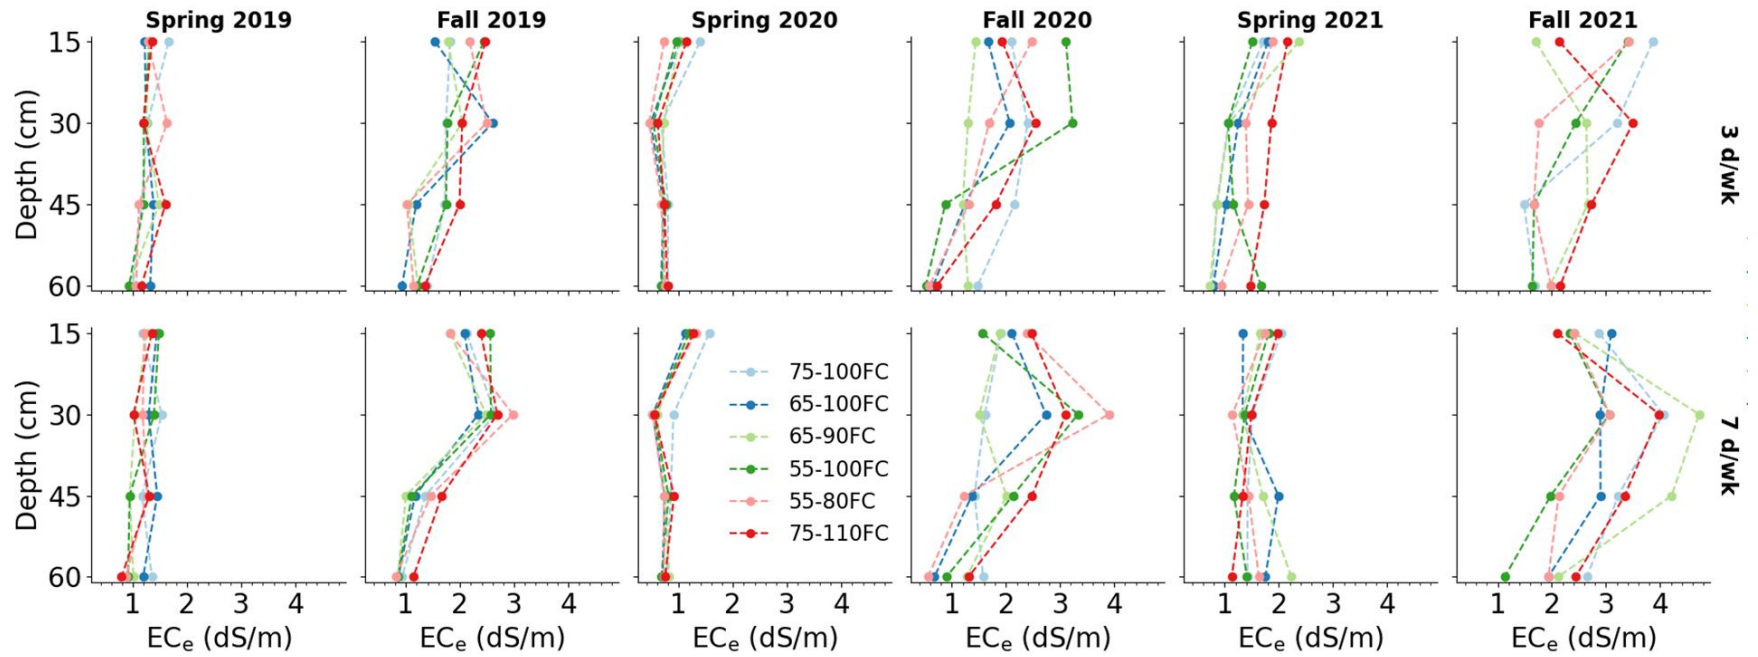 Spring 2019 Fall 2019 Spring 2020 Fall 2020 Spring 2021 Fall 2021
15
30
45
60
Depth (cm)
3 d/wk
15
30
45
60
Depth (cm)
7 d/wk
75-100FC
65-100FC
65-90FC
55-100FC
55-80FC
75-110FC
1 2 3 4 1 2 3 4 1 2 3 4 1 2 3 4 1 2 3 4 1 2 3 4
ECe (dS/m) ECe (dS/m) ECe (dS/m) ECe (dS/m) ECe (dS/m) ECe (dS/m)